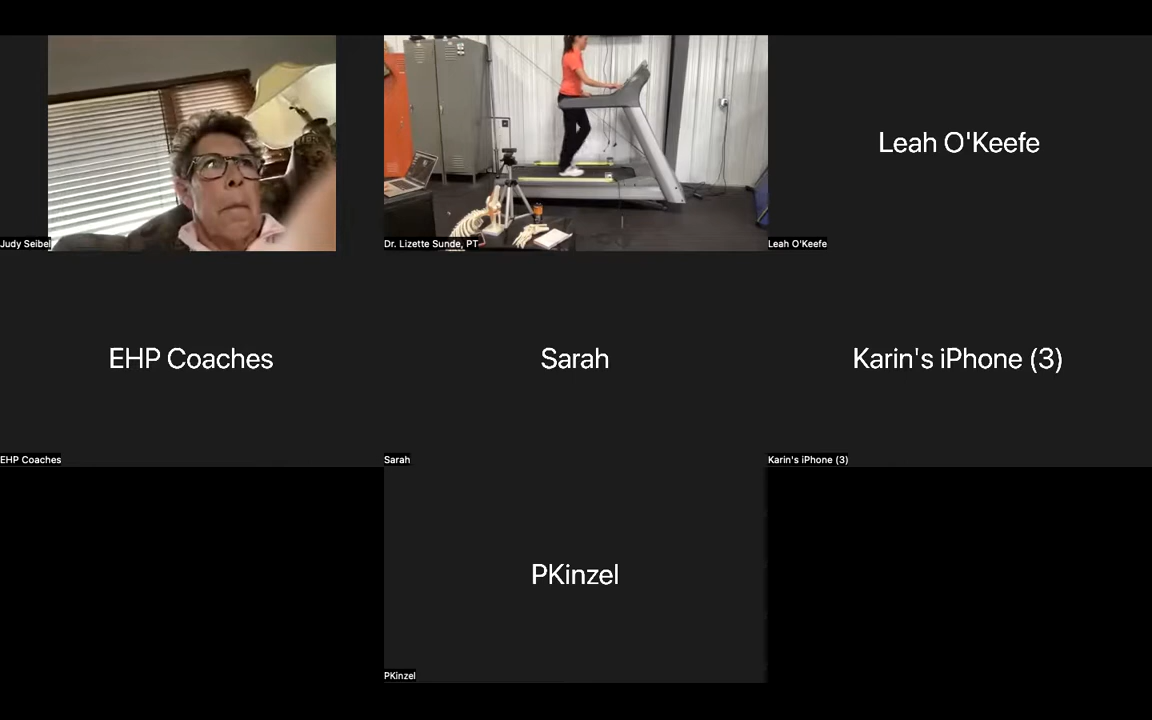 Leah O'Keefe
Judy Seibel
Dr. Lizette Sunde, PT
Leah O'Keefe
EHP Coaches
Sarah
Karin's iPhone (3)
EHP Coaches
Sarah
Karin's iPhone (3)
PKinzel
PKinzel